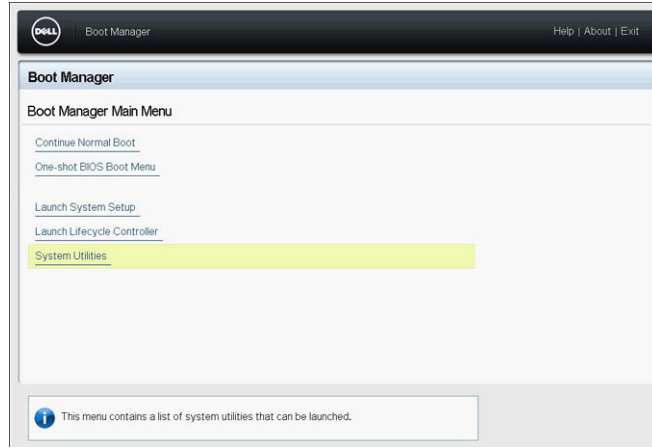 DELL Boot Manager Help | About | Exit
Boot Manager
Boot Manager Main Menu
Continue Normal Boot
One-shot BIOS Boot Menu
Launch System Setup
Launch Lifecycle Controller
System Utilities
This menu contains a list of system utilities that can be launched.